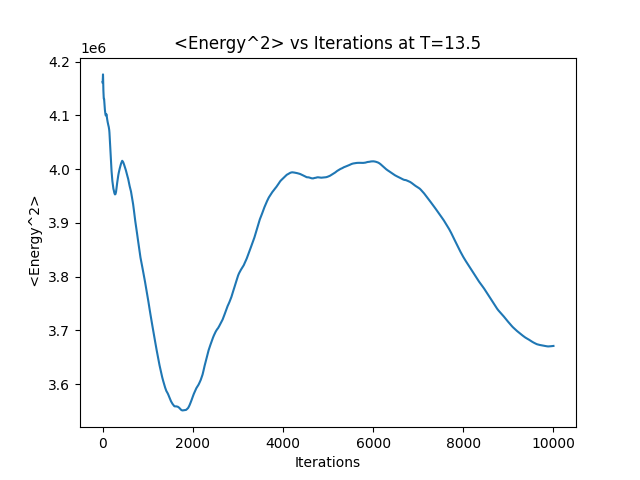 <Energy^2> vs Iterations at T=13.5
1e6
4.2
4.1
4.0
3.9
3.8
3.7
3.6
<Energy^2>
0 2000 4000 6000 8000 10000
Iterations